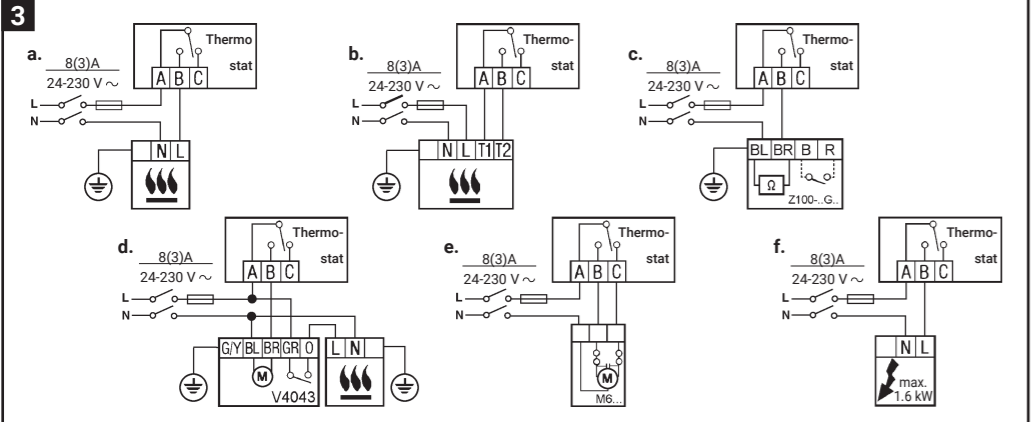 3
a.
8(3)A
24-230 V ~
L
N
Thermo
stat
A B C
N L
b.
8(3)A
24-230 V ~
L
N
Thermo-
stat
A B C
N L T1 T2
c.
8(3)A
24-230 V ~
L
N
Thermo-
stat
A B C
BL BR B R
Ω
Z100-..G..
d.
8(3)A
24-230 V ~
L
N
Thermo-
stat
A B C
G/Y BL BR GR O
M
V4043
L N
e.
8(3)A
24-230 V ~
L
N
Thermo-
stat
A B C
M
M6...
f.
8(3)A
24-230 V ~
L
N
Thermo-
stat
A B C
N L
max.
1.6 kW